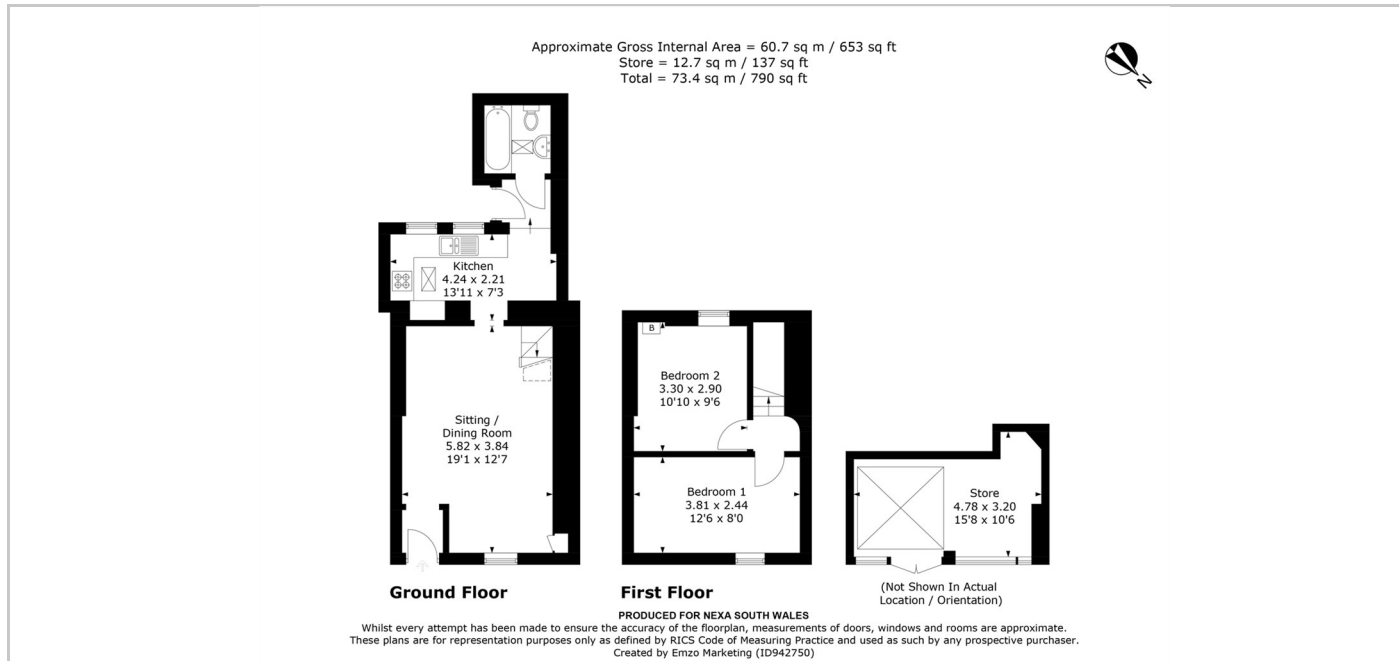 Approximate Gross Internal Area = 60.7 sq m / 653 sq ft
Store = 12.7 sq m / 137 sq ft
Total = 73.4 sq m / 790 sq ft
N
Kitchen
4.24 x 2.21
13'11 x 7'3
Sitting /
Dining Room
5.82 x 3.84
19'1 x 12'7
B
Bedroom 2
3.30 x 2.90
10'10 x 9'6
Bedroom 1
3.81 x 2.44
12'6 x 8'0
Store
4.78 x 3.20
15'8 x 10'6
(Not Shown In Actual
Location / Orientation)
Ground Floor
First Floor
PRODUCED FOR NEXA SOUTH WALES
Whilst every attempt has been made to ensure the accuracy of the floorplan, measurements of doors, windows and rooms are approximate.
These plans are for representation purposes only as defined by RICS Code of Measuring Practice and used as such by any prospective purchaser.
Created by Emzo Marketing (ID942750)